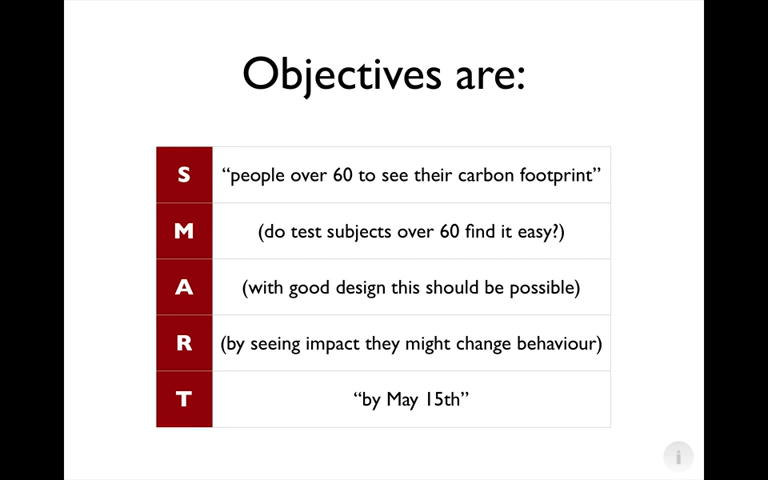 Objectives are:
S “people over 60 to see their carbon footprint”
M (do test subjects over 60 find it easy?)
A (with good design this should be possible)
R (by seeing impact they might change behaviour)
T “by May 15th”
i